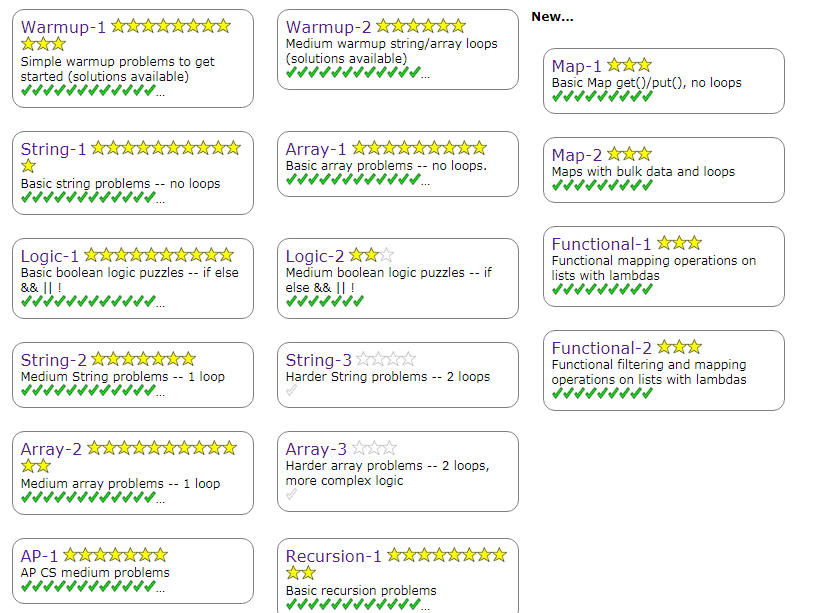 Warmup-1
Simple warmup problems to get
started (solutions available)
...
Warmup-2
Medium warmup string/array loops
(solutions available)
...
New...
Map-1
Basic Map get()/put(), no loops
String-1
Basic string problems -- no loops
...
Array-1
Basic array problems -- no loops.
...
Map-2
Maps with bulk data and loops
Logic-1
Basic boolean logic puzzles -- if else
&& || !
...
Logic-2
Medium boolean logic puzzles -- if
else && || !
Functional-1
Functional mapping operations on
lists with lambdas
String-2
Medium String problems -- 1 loop
...
String-3
Harder String problems -- 2 loops
Functional-2
Functional filtering and mapping
operations on lists with lambdas
Array-2
Medium array problems -- 1 loop
...
Array-3
Harder array problems -- 2 loops,
more complex logic
AP-1
AP CS medium problems
...
Recursion-1
Basic recursion problems
...